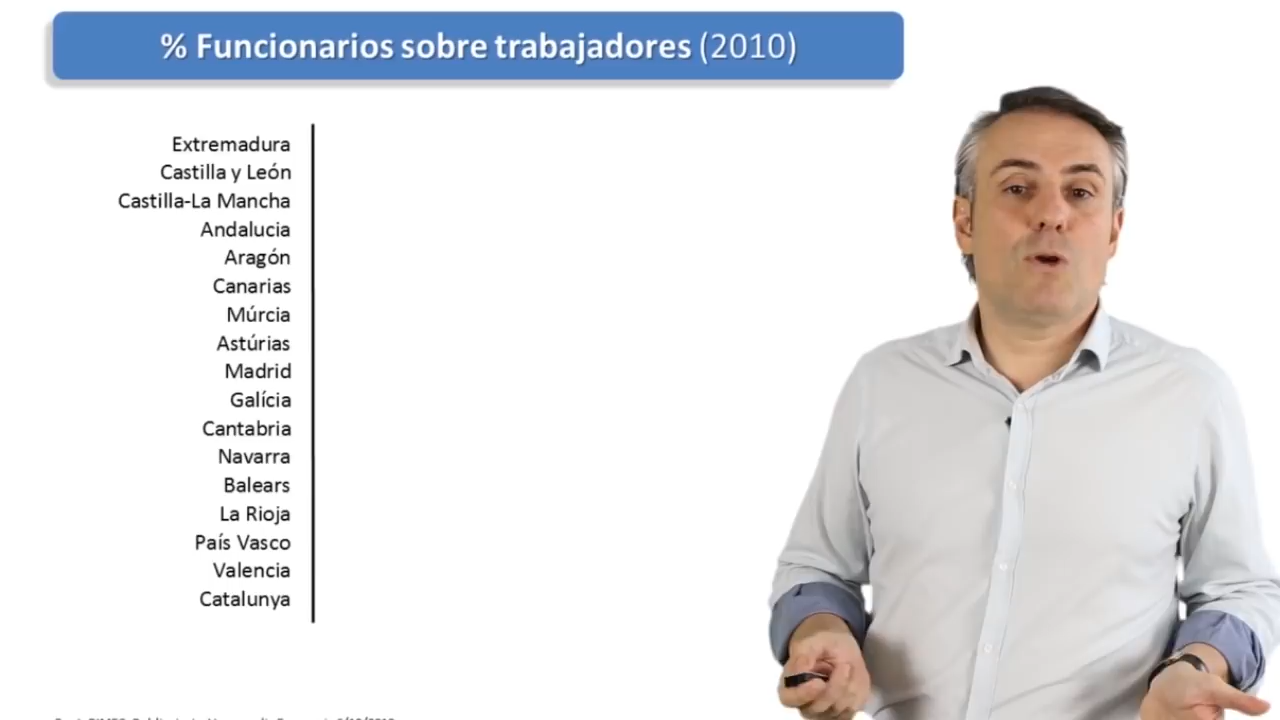 % Funcionarios sobre trabajadores (2010)
Extremadura
Castilla y León
Castilla-La Mancha
Andalucia
Aragón
Canarias
Múrcia
Astúrias
Madrid
Galícia
Cantabria
Navarra
Balears
La Rioja
País Vasco
Valencia
Catalunya